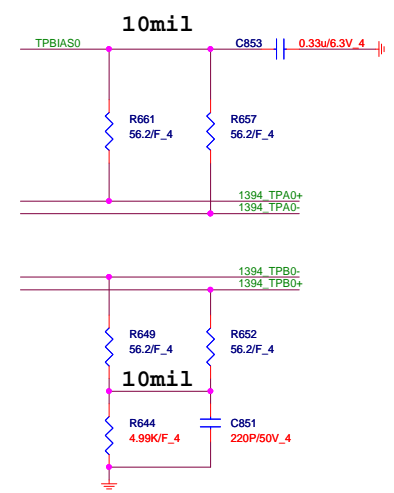 10mil
TPBIAS0
C853
0.33u/6.3V_4
R661
56.2/F_4
R657
56.2/F_4
1394_TPA0+
1394_TPA0-
1394_TPB0-
1394_TPB0+
R649
56.2/F_4
R652
56.2/F_4
10mil
R644
4.99K/F_4
C851
220P/50V_4